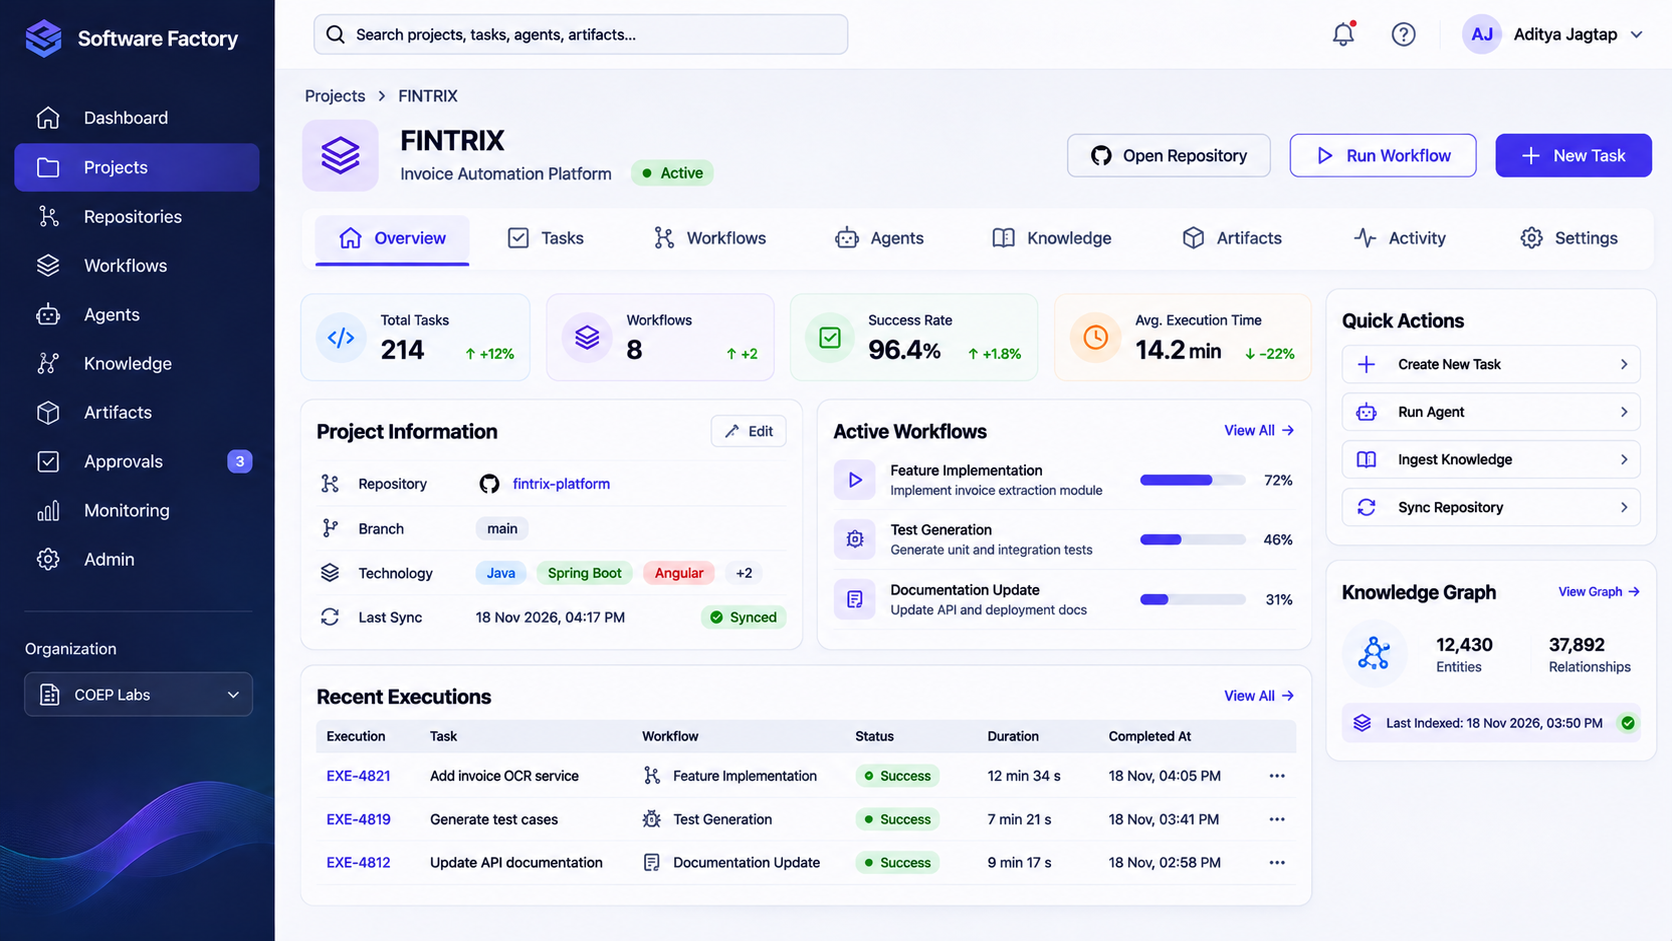 Software Factory
Dashboard
Projects
Repositories
Workflows
Agents
Knowledge
Artifacts
Approvals 3
Monitoring
Admin
Organization
COEP Labs
Search projects, tasks, agents, artifacts...
AJ Aditya Jagtap
Projects > FINTRIX
FINTRIX
Invoice Automation Platform Active
Open Repository Run Workflow + New Task
Overview Tasks Workflows Agents Knowledge Artifacts Activity Settings
Total Tasks
214 ↑ +12%
Workflows
8 ↑ +2
Success Rate
96.4% ↑ +1.8%
Avg. Execution Time
14.2 min ↓ -22%
Project Information Edit
Repository fintrix-platform
Branch main
Technology Java Spring Boot Angular +2
Last Sync 18 Nov 2026, 04:17 PM Synced
Active Workflows View All →
Feature Implementation
Implement invoice extraction module 72%
Test Generation
Generate unit and integration tests 46%
Documentation Update
Update API and deployment docs 31%
Recent Executions View All →
Execution Task Workflow Status Duration Completed At
EXE-4821 Add invoice OCR service Feature Implementation Success 12 min 34 s 18 Nov, 04:05 PM ...
EXE-4819 Generate test cases Test Generation Success 7 min 21 s 18 Nov, 03:41 PM ...
EXE-4812 Update API documentation Documentation Update Success 9 min 17 s 18 Nov, 02:58 PM ...
Quick Actions
Create New Task
Run Agent
Ingest Knowledge
Sync Repository
Knowledge Graph View Graph →
12,430 37,892
Entities Relationships
Last Indexed: 18 Nov 2026, 03:50 PM